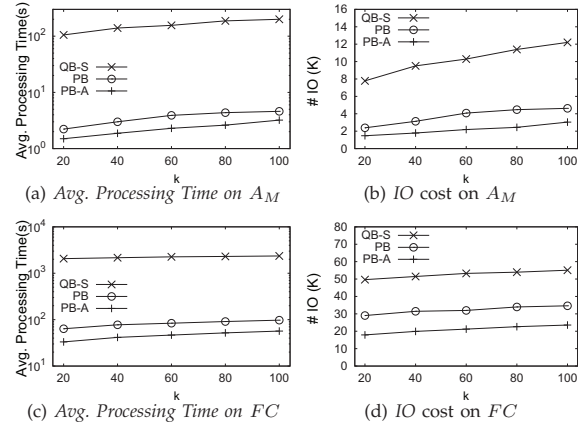 Avg. Processing Time(s)
10^2
10^1
10^0
QB-S
PB
PB-A
20 40 60 80 100
k
(a) Avg. Processing Time on A_M
# IO (K)
16
14
12
10
8
6
4
2
0
QB-S
PB
PB-A
20 40 60 80 100
k
(b) IO cost on A_M
Avg. Processing Time(s)
10^4
10^3
10^2
10^1
QB-S
PB
PB-A
20 40 60 80 100
k
(c) Avg. Processing Time on FC
# IO (K)
80
70
60
50
40
30
20
10
0
QB-S
PB
PB-A
20 40 60 80 100
k
(d) IO cost on FC